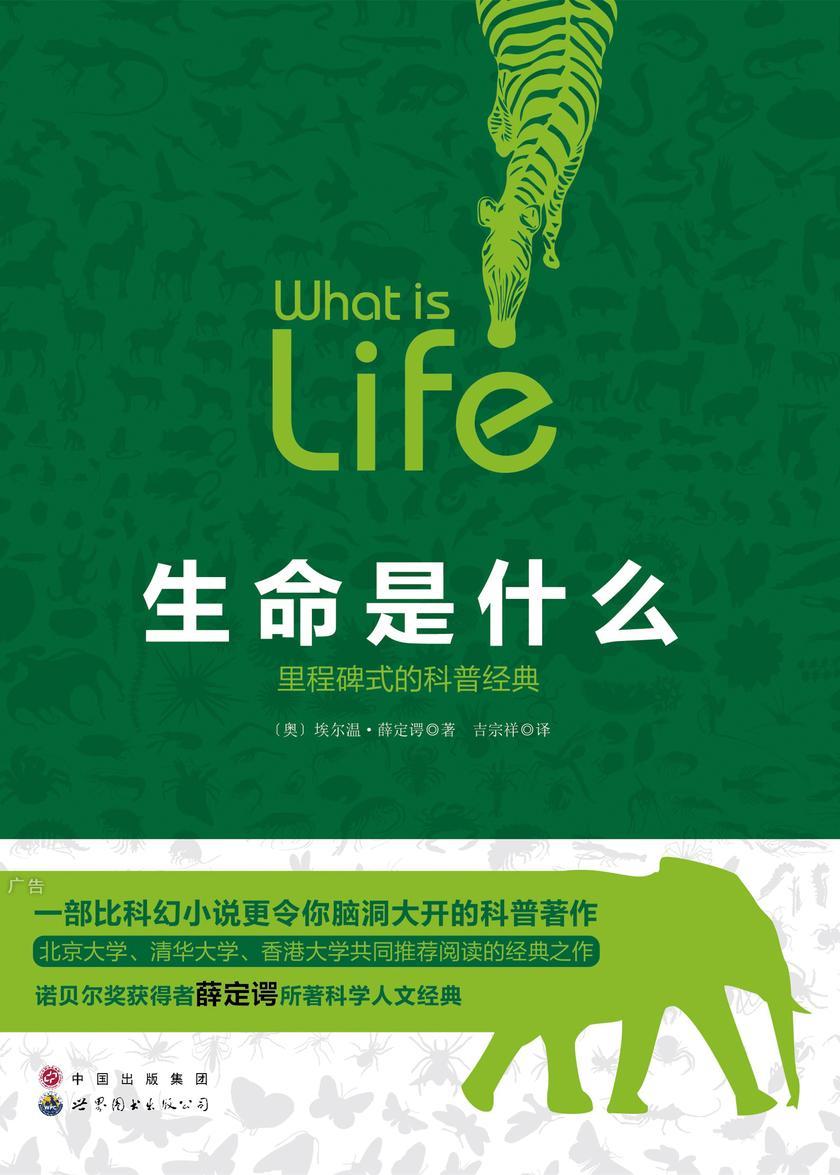 What is
Life
生命是什么
里程碑式的科普经典
〔奥〕埃尔温·薛定谔◎著 吉宗祥◎译
广告
一部比科幻小说更令你脑洞大开的科普著作
北京大学、清华大学、香港大学共同推荐阅读的经典之作
诺贝尔奖获得者薛定谔所著科学人文经典
中国出版集团
WPC 世界图书出版公司